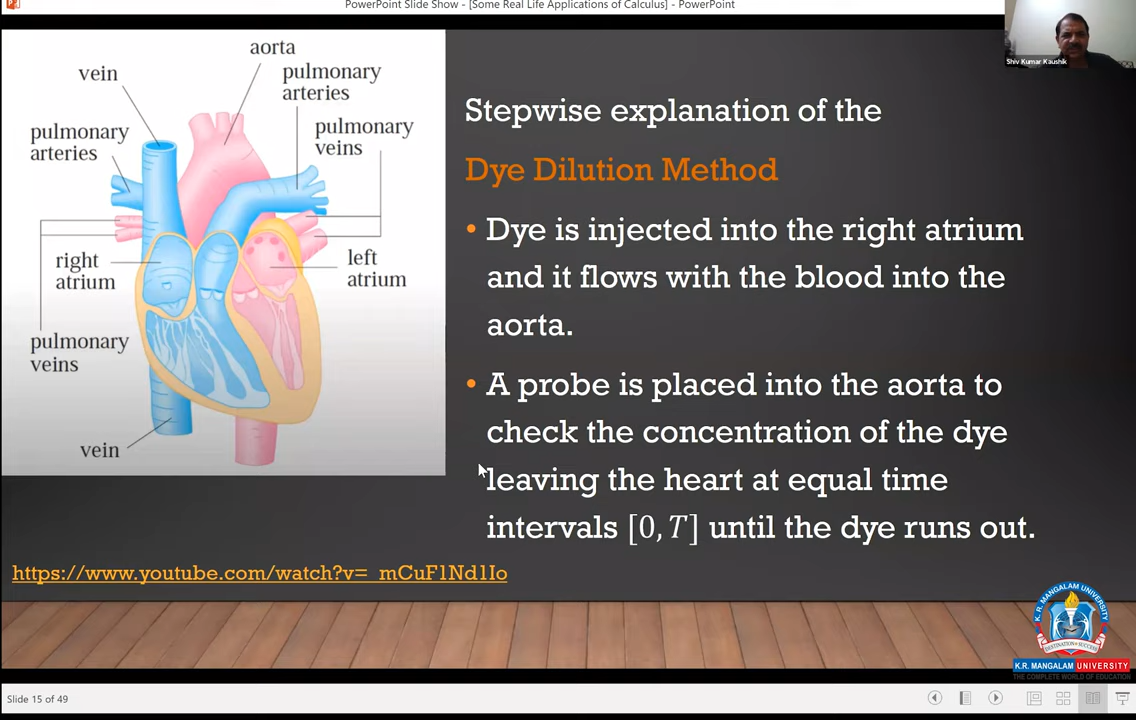 PowerPoint Slide Show - [Some Real Life Applications of Calculus] - PowerPoint
Shiv Kumar Kaushik
aorta
vein
pulmonary
arteries
pulmonary
arteries
pulmonary
veins
right
atrium
left
atrium
pulmonary
veins
vein
Stepwise explanation of the
Dye Dilution Method
• Dye is injected into the right atrium
and it flows with the blood into the
aorta.
• A probe is placed into the aorta to
check the concentration of the dye
leaving the heart at equal time
intervals [0, T] until the dye runs out.
https://www.youtube.com/watch?v=_mCuF1Nd1Io
K. R. MANGALAM UNIVERSITY
K.R. MANGALAM UNIVERSITY
THE COMPLETE WORLD OF EDUCATION
Slide 15 of 49